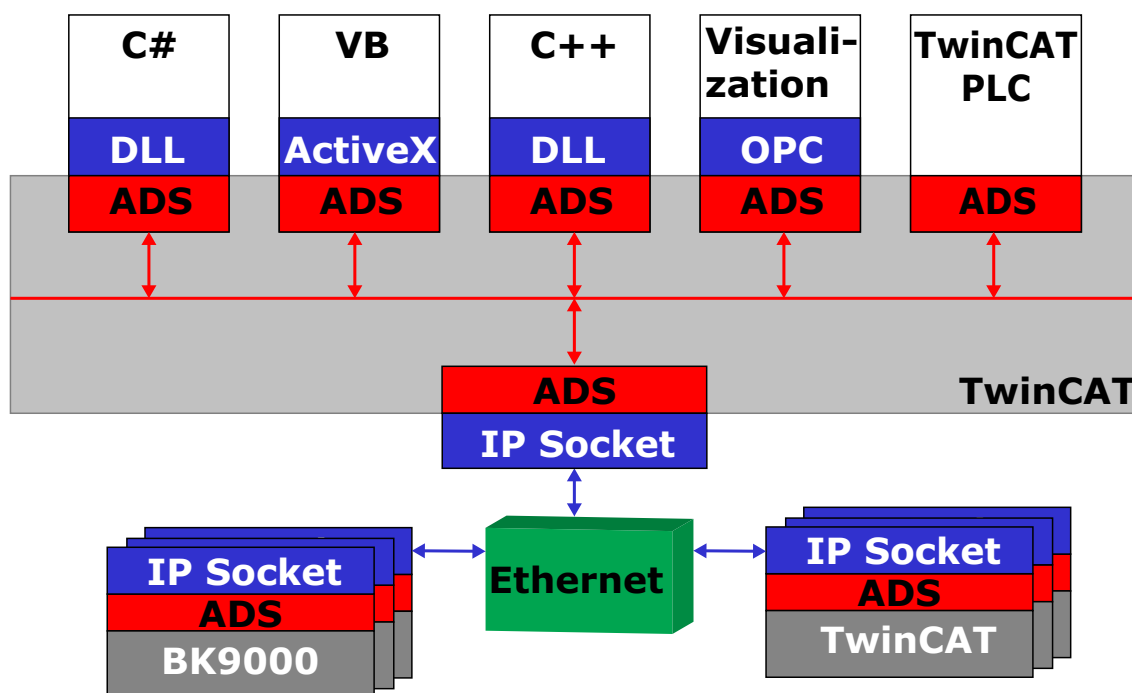 C#
VB
C++
Visuali-
zation
TwinCAT
PLC
DLL
ActiveX
DLL
OPC
ADS
ADS
ADS
ADS
ADS
ADS
TwinCAT
IP Socket
Ethernet
IP Socket
ADS
BK9000
IP Socket
ADS
TwinCAT